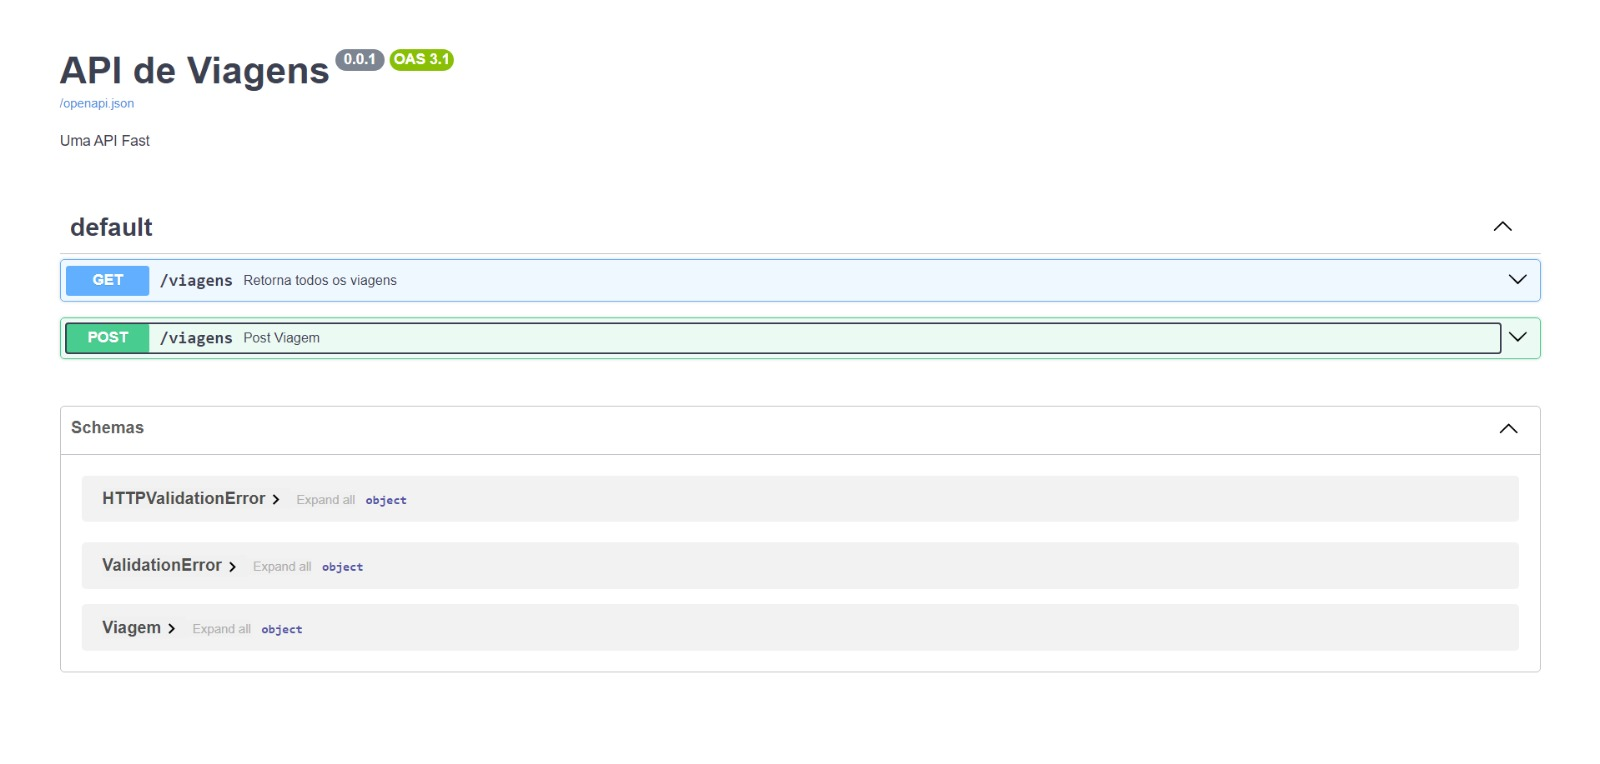 API de Viagens 0.0.1 OAS 3.1
/openapi.json
Uma API Fast
default
GET /viagens Retorna todos os viagens
POST /viagens Post Viagem
Schemas
HTTPValidationError Expand all object
ValidationError Expand all object
Viagem Expand all object